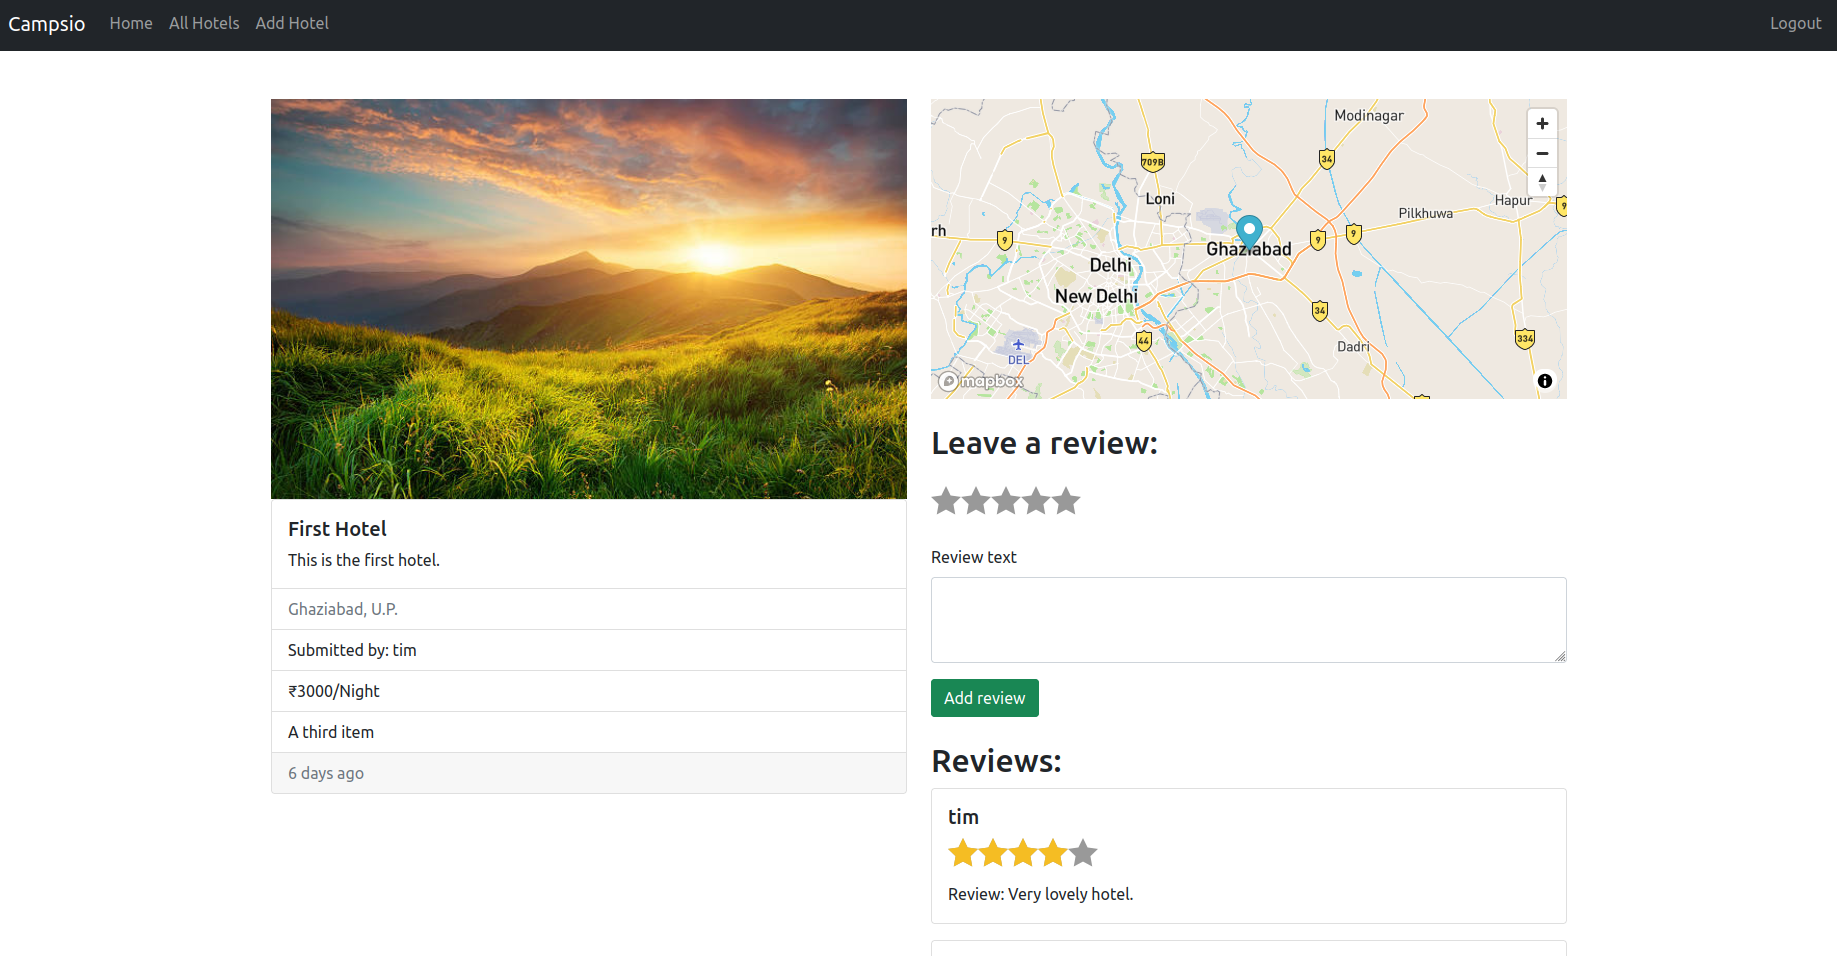 Campsio Home All Hotels Add Hotel Logout
First Hotel
This is the first hotel.
Ghaziabad, U.P.
Submitted by: tim
₹3000/Night
A third item
6 days ago
Modinagar
709B
34
Loni
Hapur
Pilkhuwa
9
rh
9
9
9
Ghaziabad
Delhi
New Delhi
34
44
334
Dadri
DEL
mapbox
Leave a review:
Review text
Add review
Reviews:
tim
Review: Very lovely hotel.